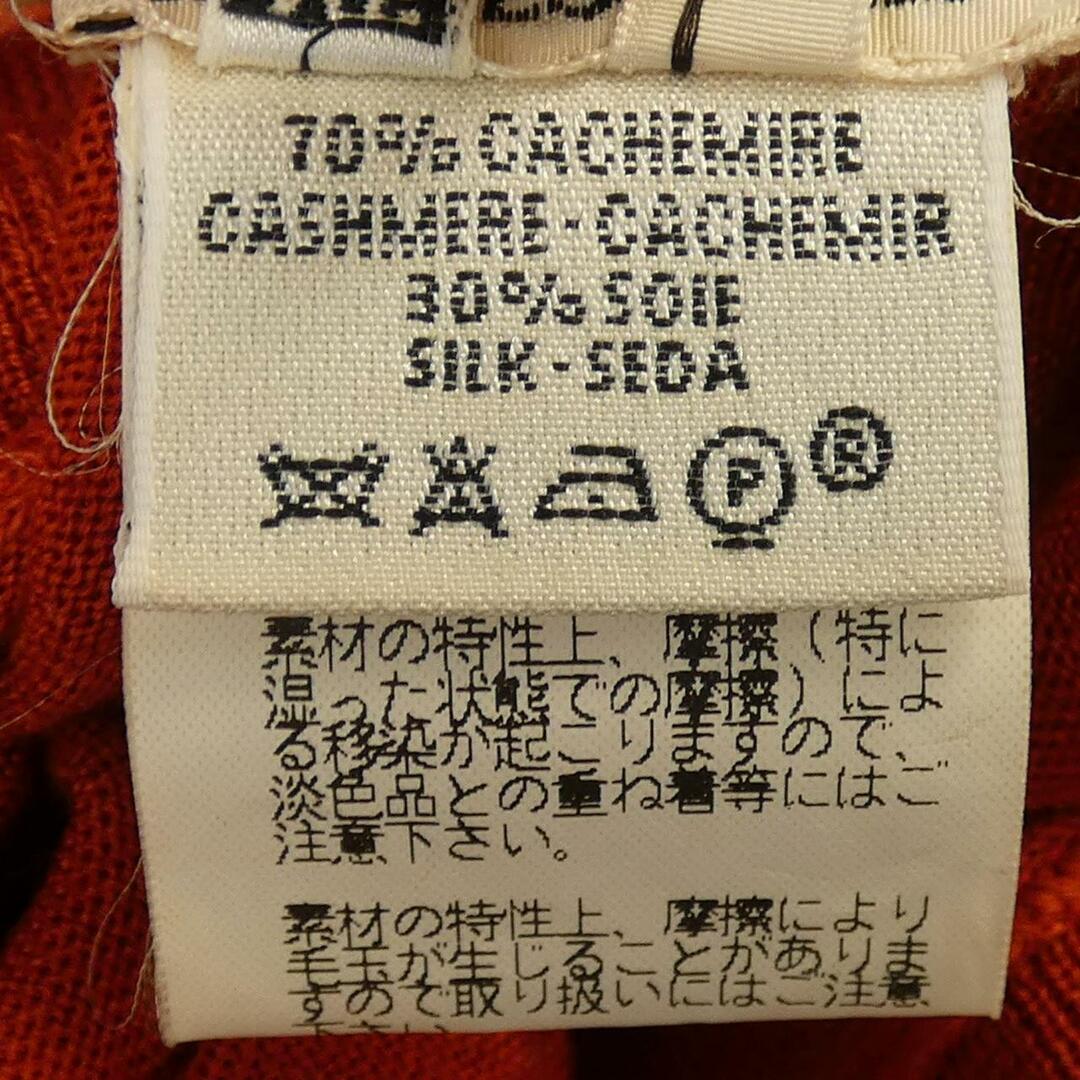 70% CACHEMIRE
CASHMERE·CACHEMIR
30% SOIE
SILK·SEDA
P ®
素材の特性上、摩擦(特に
湿った状態での摩擦)によ
る移染が起こりますので、
淡色品との重ね着等にはご
注意下さい。
素材の特性上、摩擦により
毛玉が生じることがありま
すので取り扱いにはご注意
下さい。